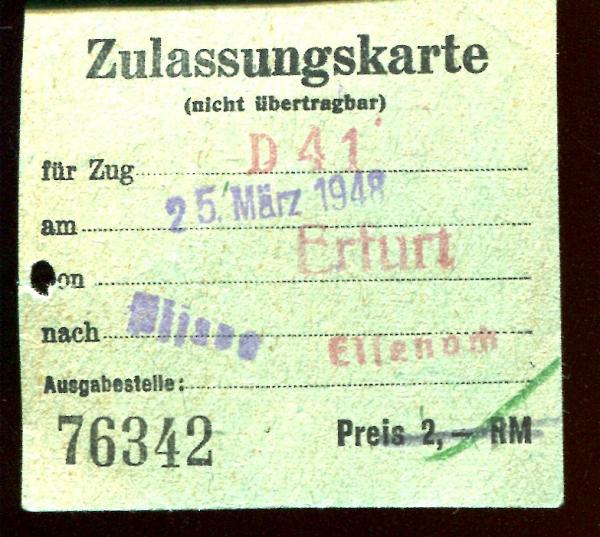 Zulassungskarte
(nicht übertragbar)
für Zug D 41
am 25. März 1948
von Erfurt
nach
Ausgabestelle:
76342 Preis 2,— RM